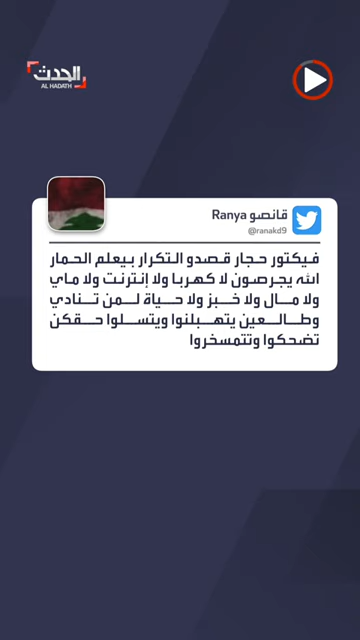 الحدث
AL HADATH
قانصو Ranya
@ranakd9
فيكتور حجار قصدو التكرار بيعلم الحمار
الله يجرصون لا كهربا ولا إنترنت ولا ماي
ولا مال ولا خبز ولا حياة لمن تنادي
وطالعين يتهبلنوا ويتسلوا حقكن
تضحكوا وتتمسخروا